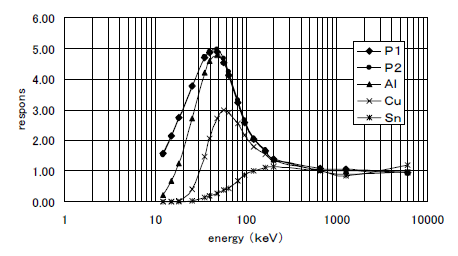 6.00
5.00
4.00
3.00
2.00
1.00
0.00
respons
1 10 100 1000 10000
energy (keV)
P1
P2
Al
Cu
Sn